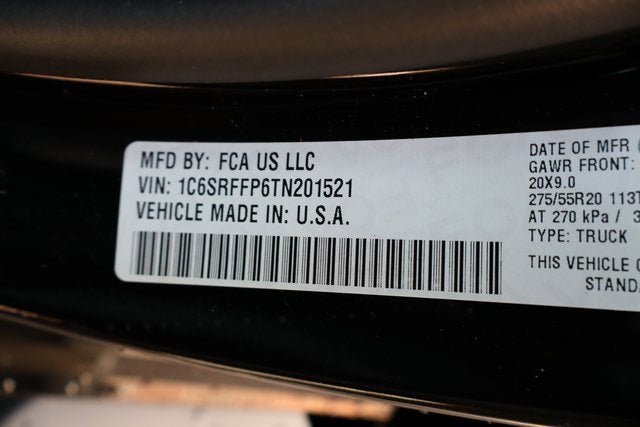 MFD BY: FCA US LLC
VIN: 1C6SRFFP6TN201521
VEHICLE MADE IN: U.S.A.
DATE OF MFR
GAWR FRONT:
20X9.0
275/55R20 113T
AT 270 kPa /
TYPE: TRUCK
THIS VEHICLE
STAND